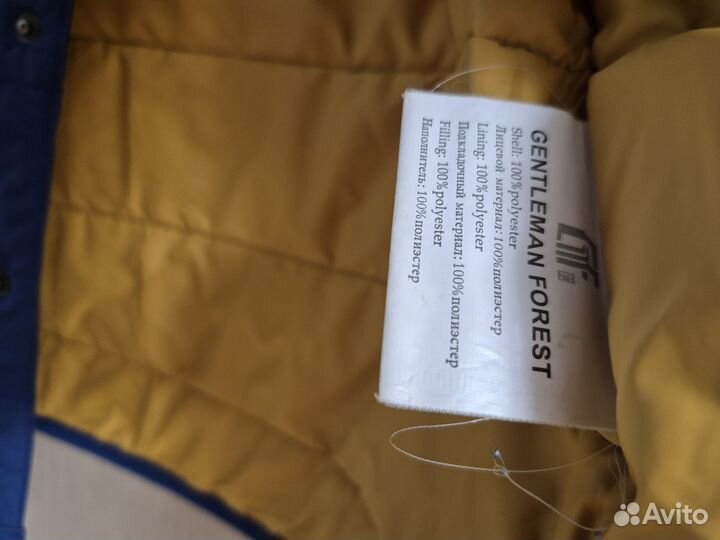 GENTLEMAN FOREST
Shell: 100%polyester
Лицевой материал: 100%полиэстер
Lining: 100%polyester
Подкладочный материал: 100%полиэстер
Filling: 100%polyester
Наполнитель: 100%полиэстер
Avito